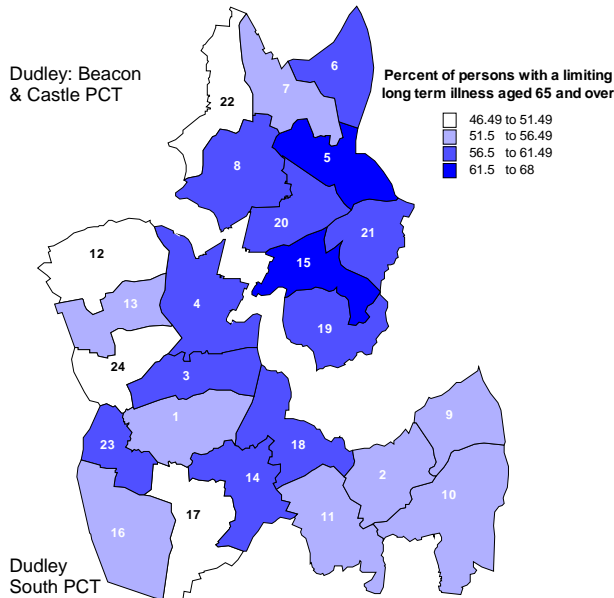 Dudley: Beacon
& Castle PCT
Percent of persons with a limiting
long term illness aged 65 and over
46.49 to 51.49
51.5 to 56.49
56.5 to 61.49
61.5 to 68
6
7
22
5
8
20
21
12
15
13
4
19
24
3
1
9
23
18
2
14
10
17
11
16
Dudley
South PCT